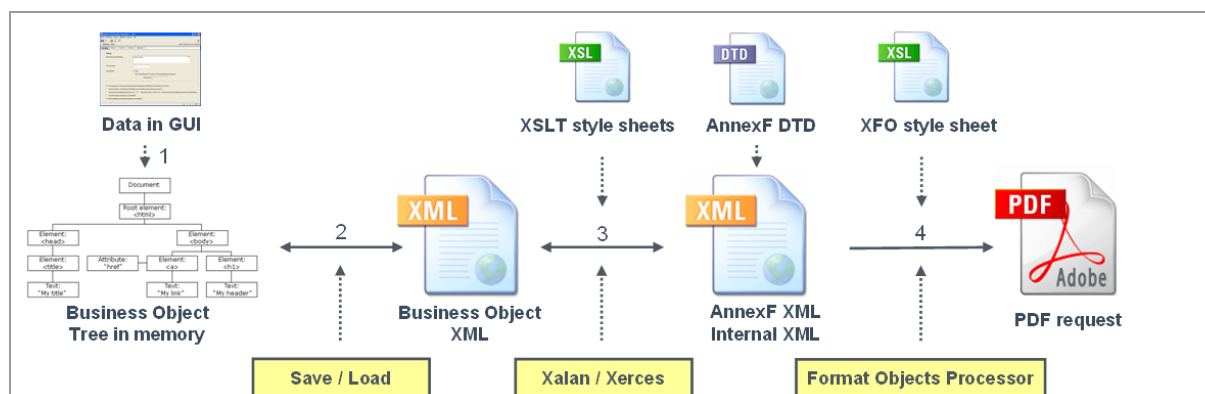 XSL
DTD
XSL
Data in GUI
XSLT style sheets
AnnexF DTD
XFO style sheet
1
Document
Root element:
<html>
Element:
<head>
Element:
<body>
Element:
<title>
Attribute:
"href"
Element:
<a>
Element:
<h1>
Text:
"My title"
Text:
"My link"
Text:
"My header"
2
XML
3
XML
4
PDF
Adobe
Business Object
Tree in memory
Business Object
XML
AnnexF XML
Internal XML
PDF request
Save / Load
Xalan / Xerces
Format Objects Processor